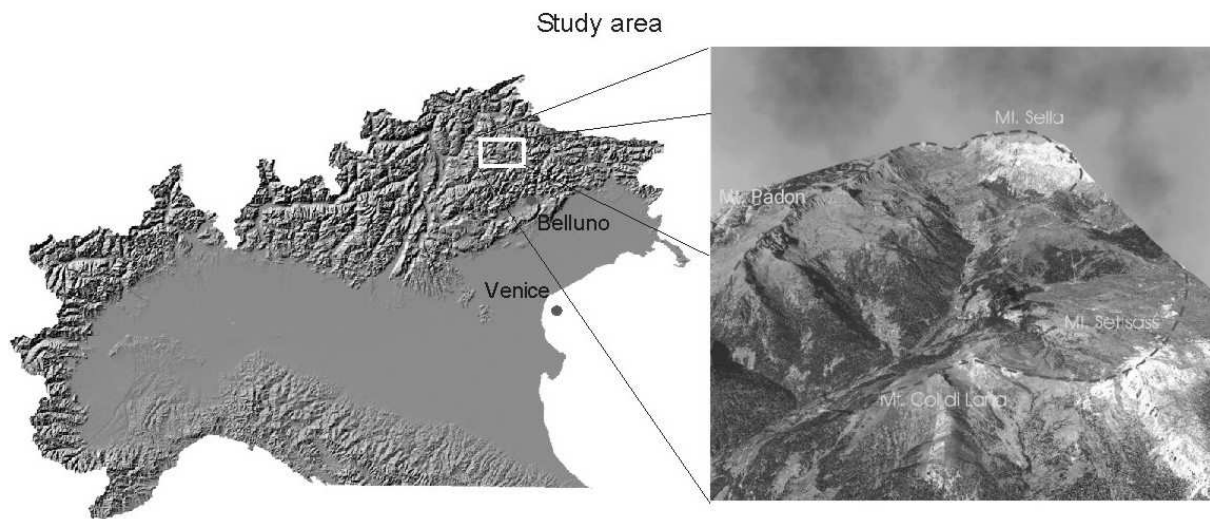 Study area
Mt. Sella
Mt. Padon
Belluno
Venice
Mt. Setsass
Mt. Col di Lana